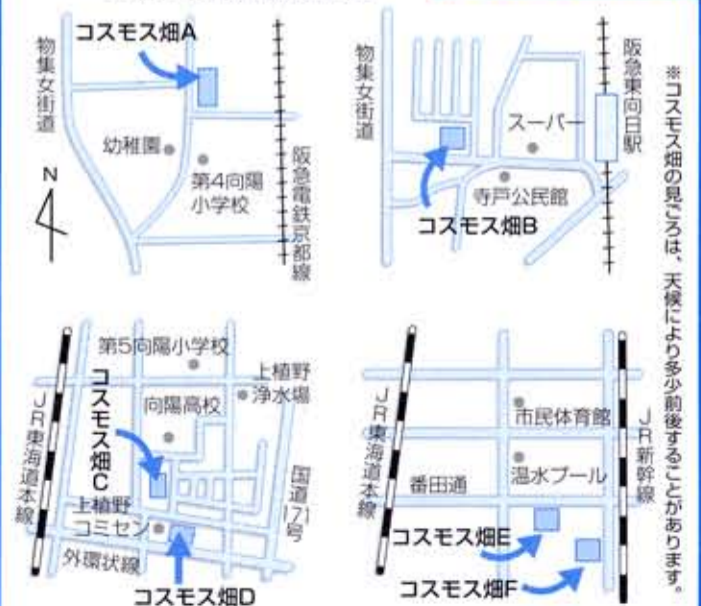 コスモス畑A
物集女街道
幼稚園
第4向陽
小学校
N
阪急電鉄京都線
物集女街道
阪急東向日駅
スーパー
寺戸公民館
コスモス畑B
※コスモス畑の見ごろは、天候により多少前後することがあります。
第5向陽小学校
上植野
浄水場
向陽高校
コスモス畑C
JR東海道本線
国道171号
上植野
コミセン
外環状線
コスモス畑D
JR東海道本線
市民体育館
温水プール
番田通
JR新幹線
コスモス畑E
コスモス畑F